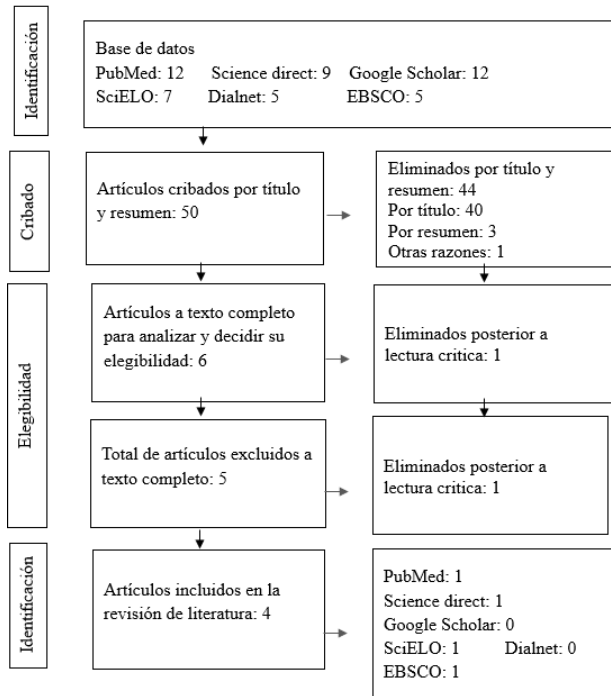 Identificación
Base de datos
PubMed: 12 Science direct: 9 Google Scholar: 12
SciELO: 7 Dialnet: 5 EBSCO: 5
Cribado
Artículos cribados por título
y resumen: 50
Eliminados por título y
resumen: 44
Por título: 40
Por resumen: 3
Otras razones: 1
Elegibilidad
Artículos a texto completo
para analizar y decidir su
elegibilidad: 6
Eliminados posterior a
lectura critica: 1
Total de artículos excluidos a
texto completo: 5
Eliminados posterior a
lectura critica: 1
Identificación
Artículos incluidos en la
revisión de literatura: 4
PubMed: 1
Science direct: 1
Google Scholar: 0
SciELO: 1 Dialnet: 0
EBSCO: 1